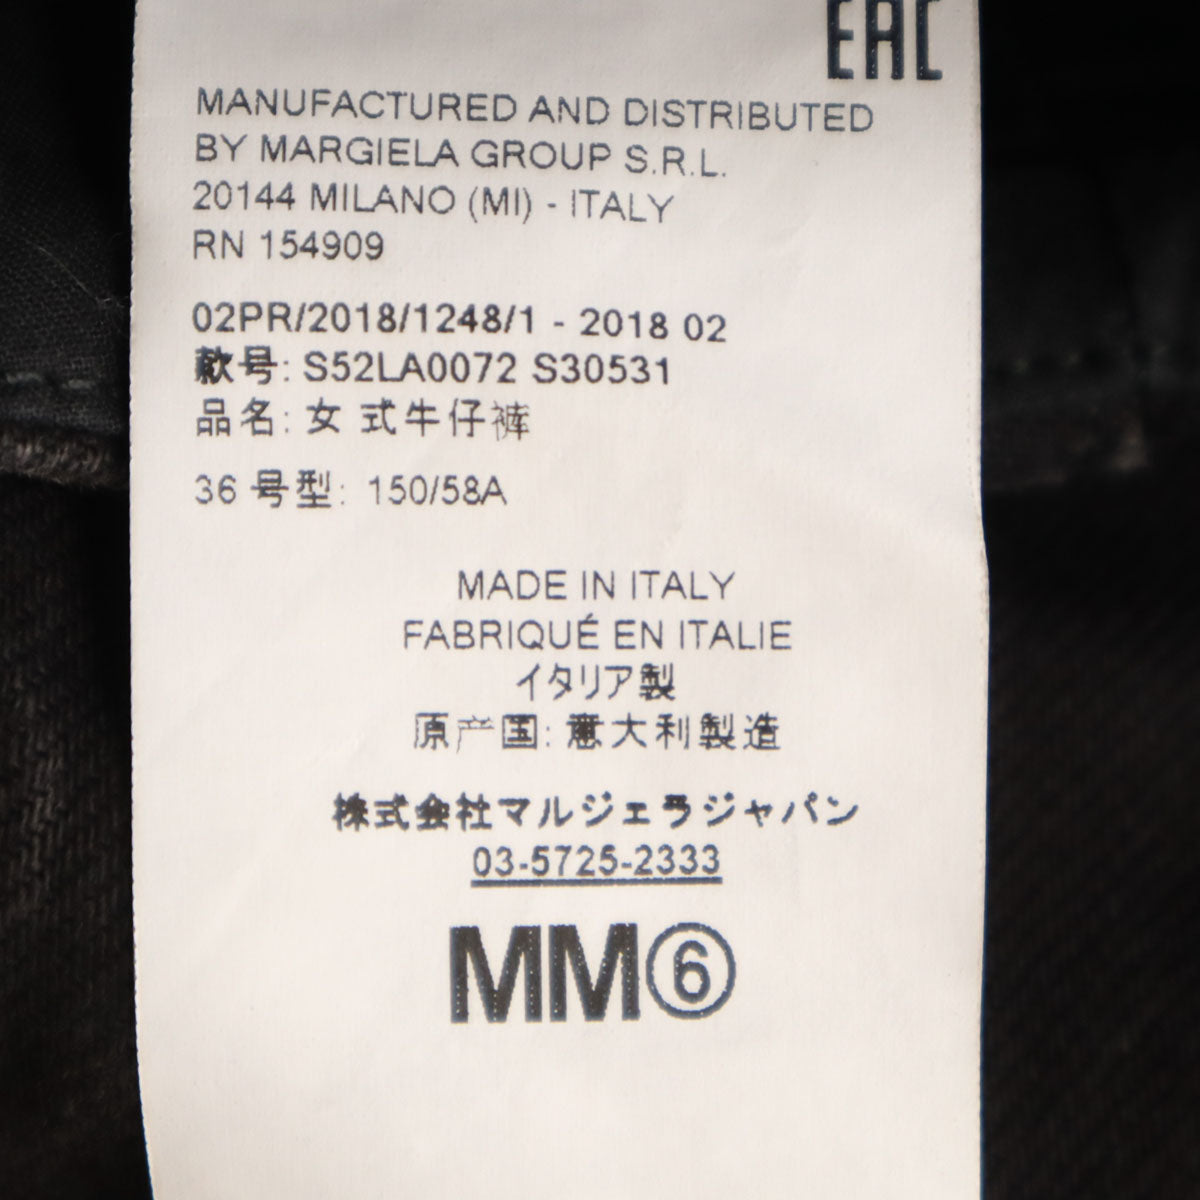 EAC
MANUFACTURED AND DISTRIBUTED
BY MARGIELA GROUP S.R.L.
20144 MILANO (MI) - ITALY
RN 154909
02PR/2018/1248/1 - 2018 02
款号: S52LA0072 S30531
品名: 女 式牛仔裤
36 号型: 150/58A
MADE IN ITALY
FABRIQUÉ EN ITALIE
イタリア製
原产国: 意大利製造
株式会社マルジェラジャパン
03-5725-2333
MM⑥